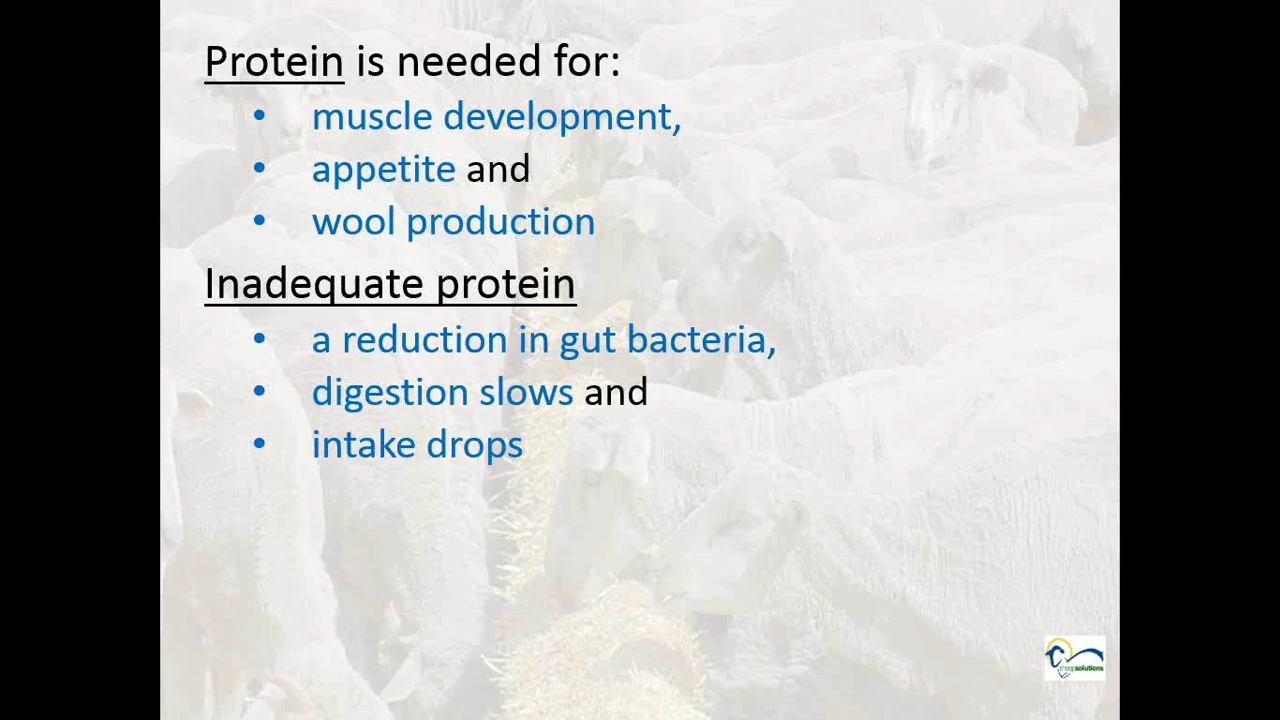 Protein is needed for:
• muscle development,
• appetite and
• wool production
Inadequate protein
• a reduction in gut bacteria,
• digestion slows and
• intake drops
solutions